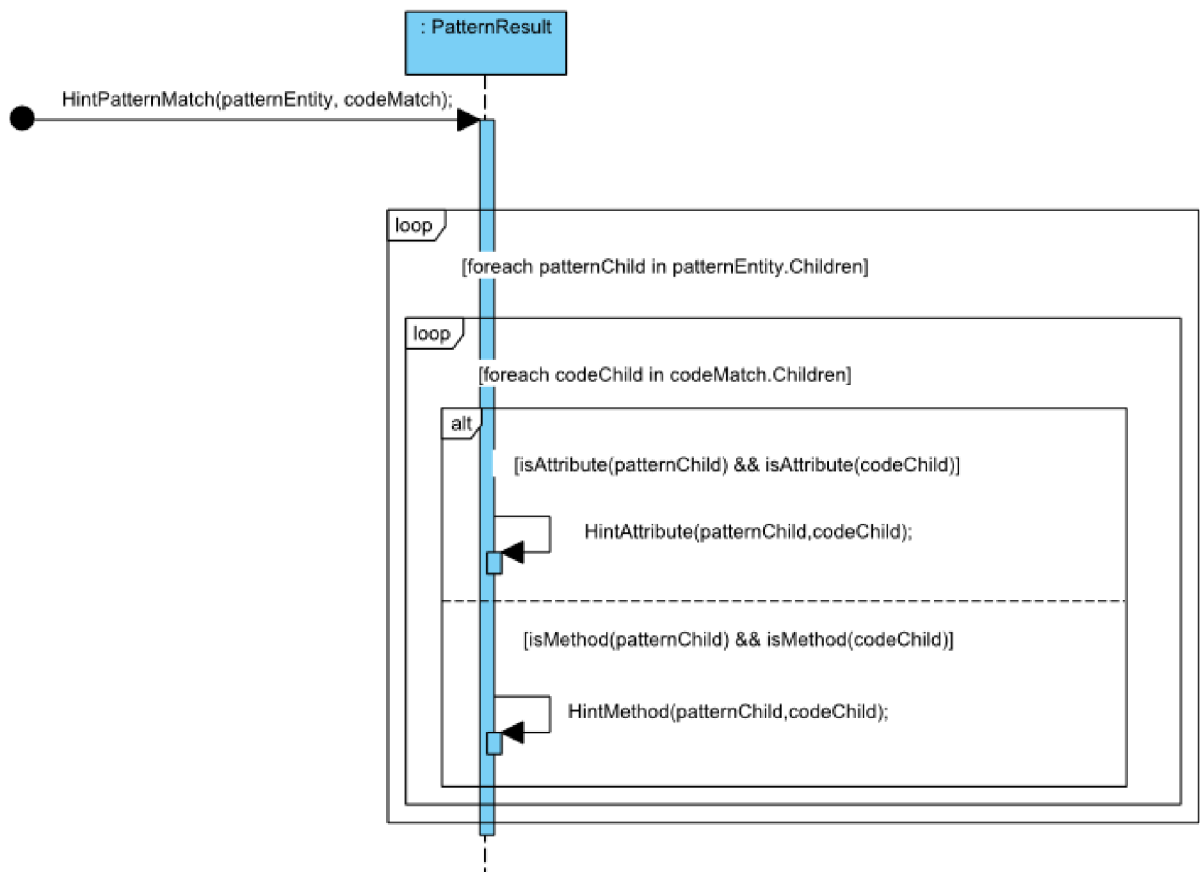 : PatternResult
HintPatternMatch(patternEntity, codeMatch);
loop
[foreach patternChild in patternEntity.Children]
loop
[foreach codeChild in codeMatch.Children]
alt
[isAttribute(patternChild) && isAttribute(codeChild)]
HintAttribute(patternChild,codeChild);
[isMethod(patternChild) && isMethod(codeChild)]
HintMethod(patternChild,codeChild);